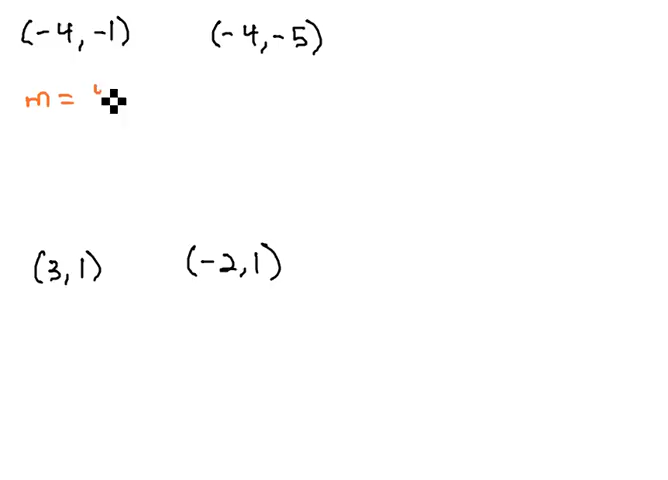 (-4, -1) (-4, -5)
m =
(3, 1) (-2, 1)